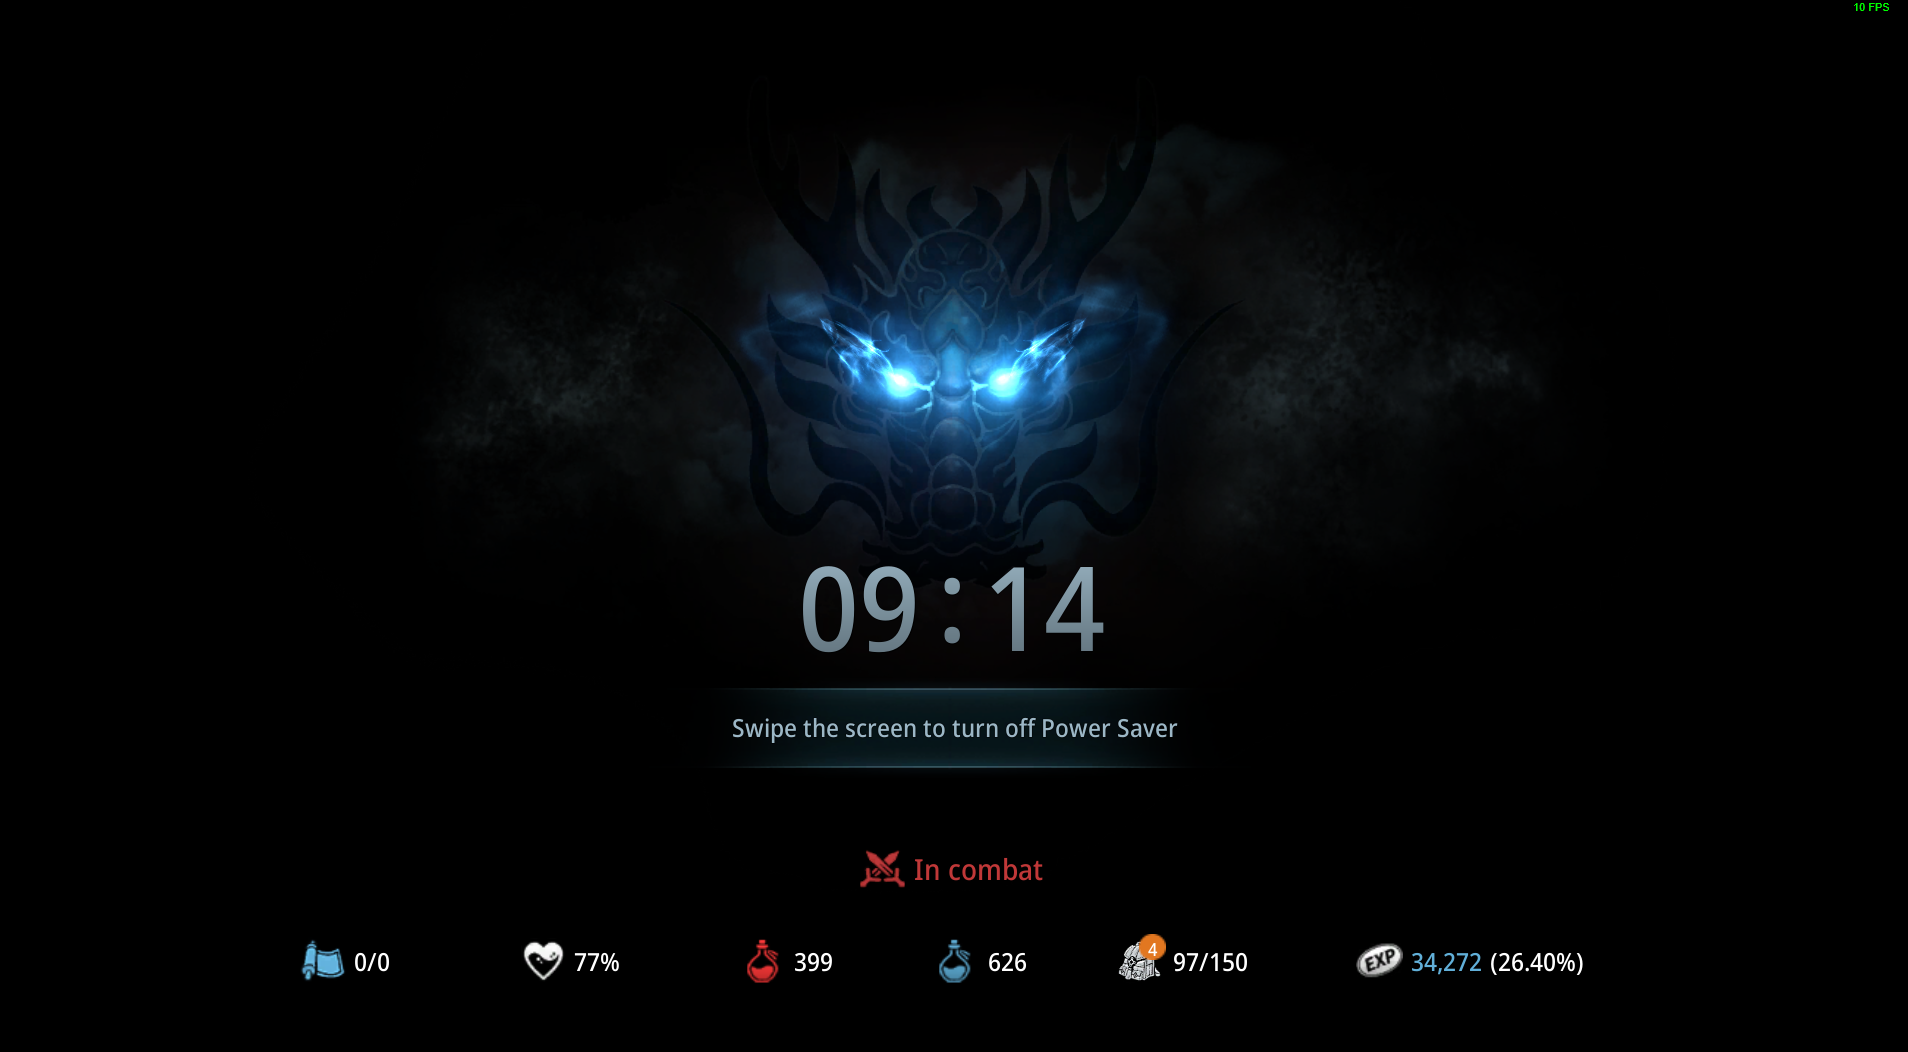 10 FPS
09:14
Swipe the screen to turn off Power Saver
In combat
0/0
77%
399
626
4
97/150
EXP
34,272 (26.40%)